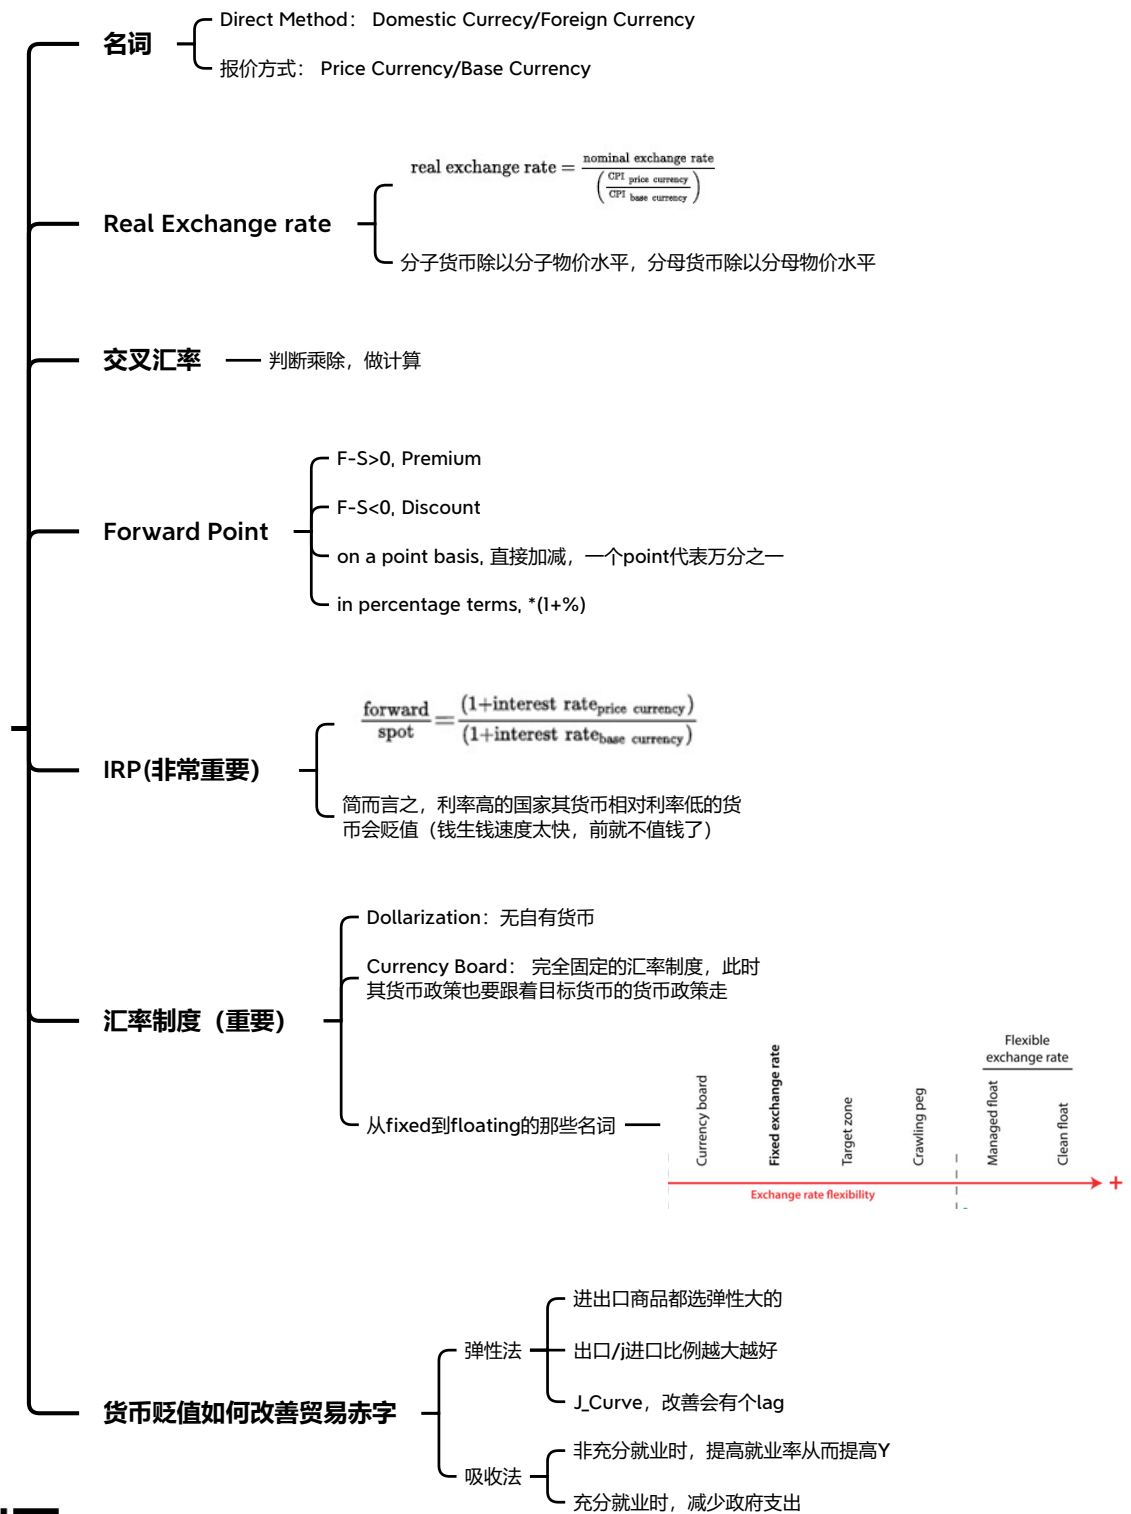 名词
Direct Method： Domestic Currecy/Foreign Currency
报价方式： Price Currency/Base Currency
Real Exchange rate
real exchange rate = nominal exchange rate / (CPI price currency / CPI base currency)
分子货币除以分子物价水平，分母货币除以分母物价水平
交叉汇率
判断乘除，做计算
Forward Point
F-S>0, Premium
F-S<0, Discount
on a point basis, 直接加减，一个point代表万分之一
in percentage terms, *(1+%)
IRP(非常重要）
forward / spot = (1+interest rate price currency) / (1+interest rate base currency)
简而言之，利率高的国家其货币相对利率低的货
币会贬值（钱生钱速度太快，前就不值钱了）
汇率制度（重要）
Dollarization：无自有货币
Currency Board： 完全固定的汇率制度，此时
其货币政策也要跟着目标货币的货币政策走
从fixed到floating的那些名词
Flexible
exchange rate
Currency board
Fixed exchange rate
Target zone
Crawling peg
Managed float
Clean float
Exchange rate flexibility
+
货币贬值如何改善贸易赤字
弹性法
进出口商品都选弹性大的
出口/j进口比例越大越好
J_Curve，改善会有个lag
吸收法
非充分就业时，提高就业率从而提高Y
充分就业时，减少政府支出